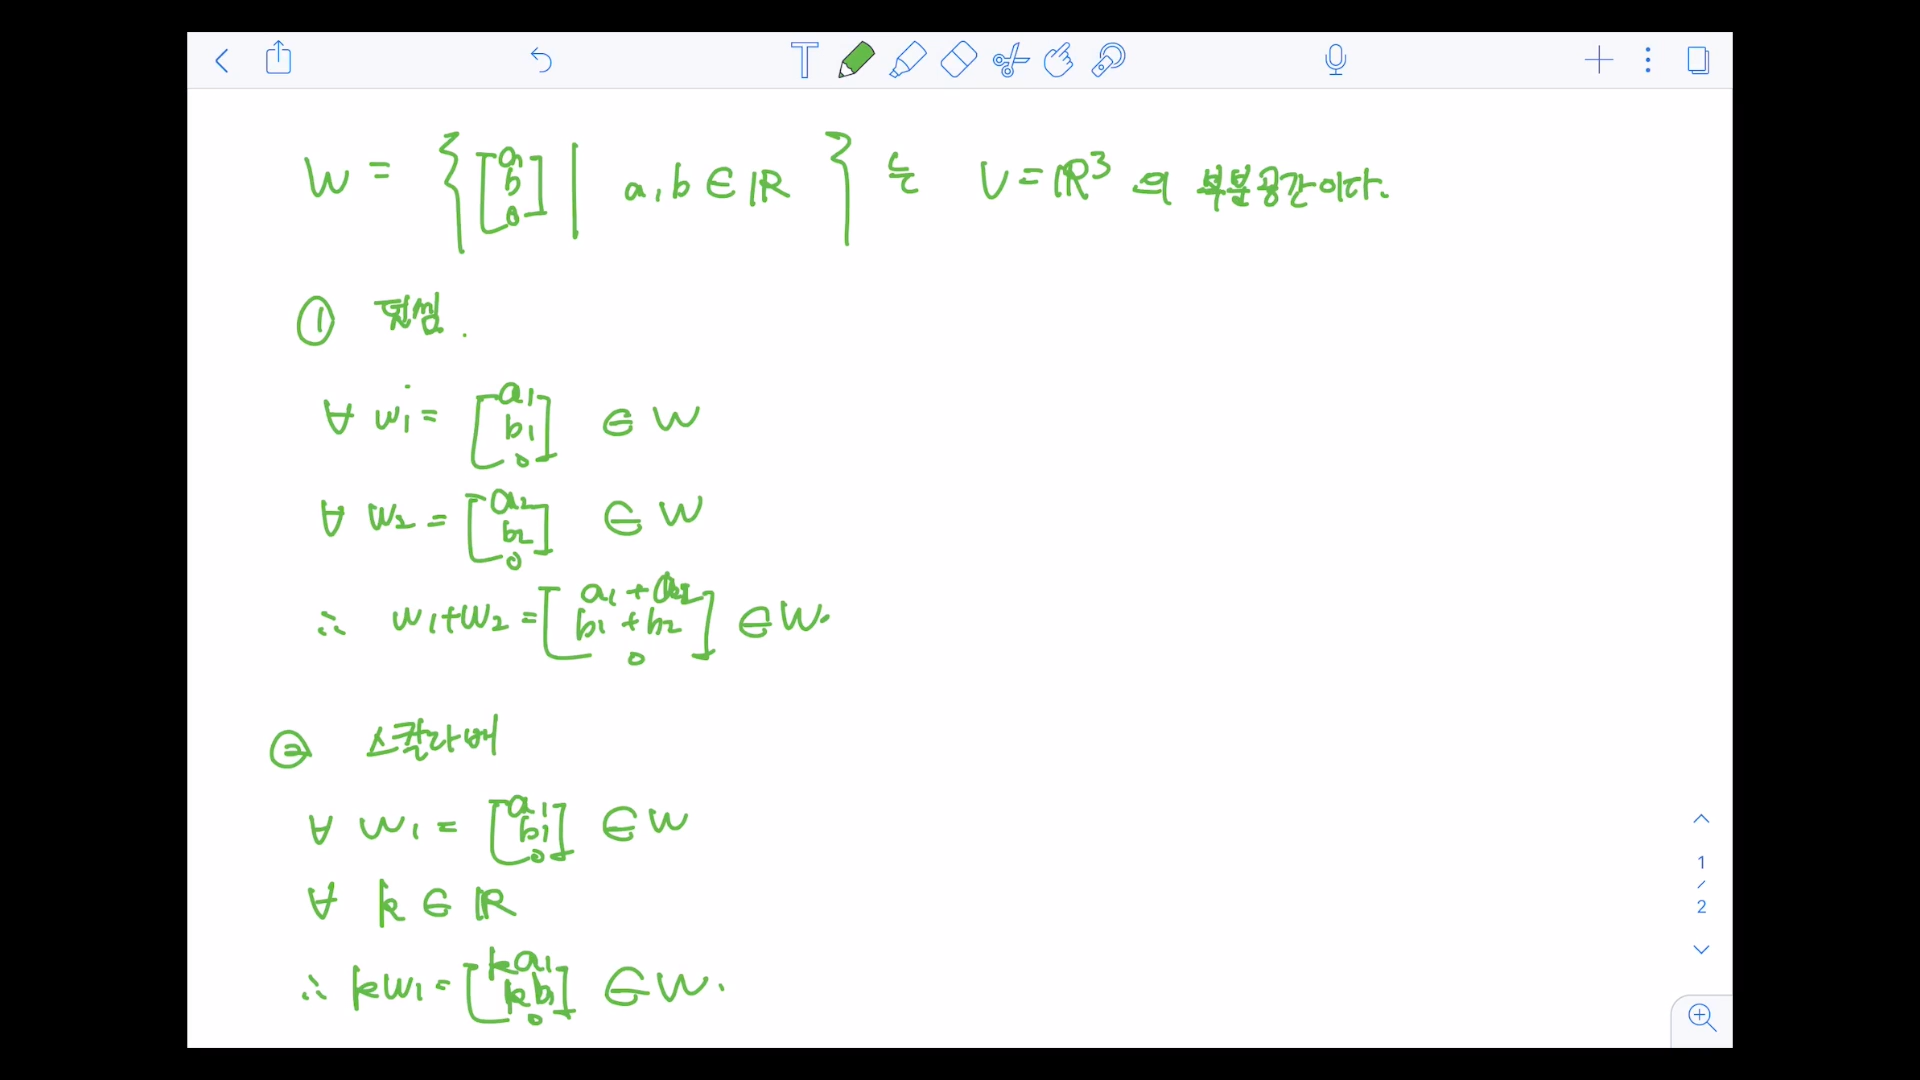 W = { [a b 0] | a, b ∈ ℝ } 는 V = ℝ³ 의 부분공간이다.
① 덧셈.
∀ w₁ = [a₁ b₁ 0] ∈ W
∀ w₂ = [a₂ b₂ 0] ∈ W
∴ w₁+w₂ = [a₁+a₂ b₁+b₂ 0] ∈ W.
② 스칼라배
∀ w₁ = [a₁ b₁ 0] ∈ W
∀ k ∈ ℝ
∴ kw₁ = [ka₁ kb₁ 0] ∈ W.
1
/
2